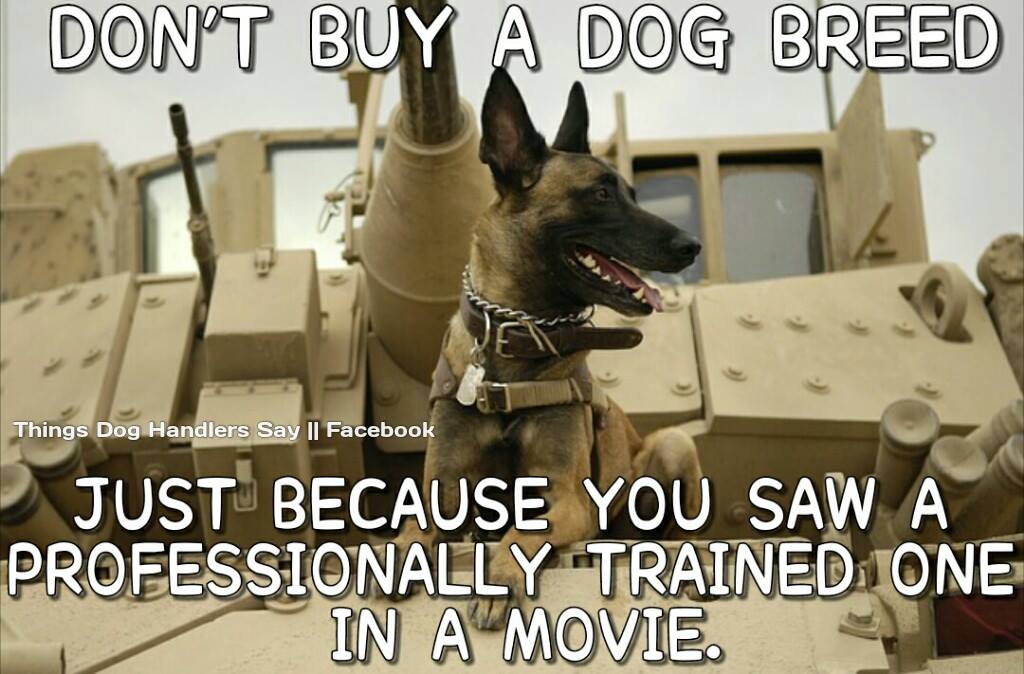 DON'T BUY A DOG BREED
Things Dog Handlers Say || Facebook
JUST BECAUSE YOU SAW A
PROFESSIONALLY TRAINED ONE
IN A MOVIE.